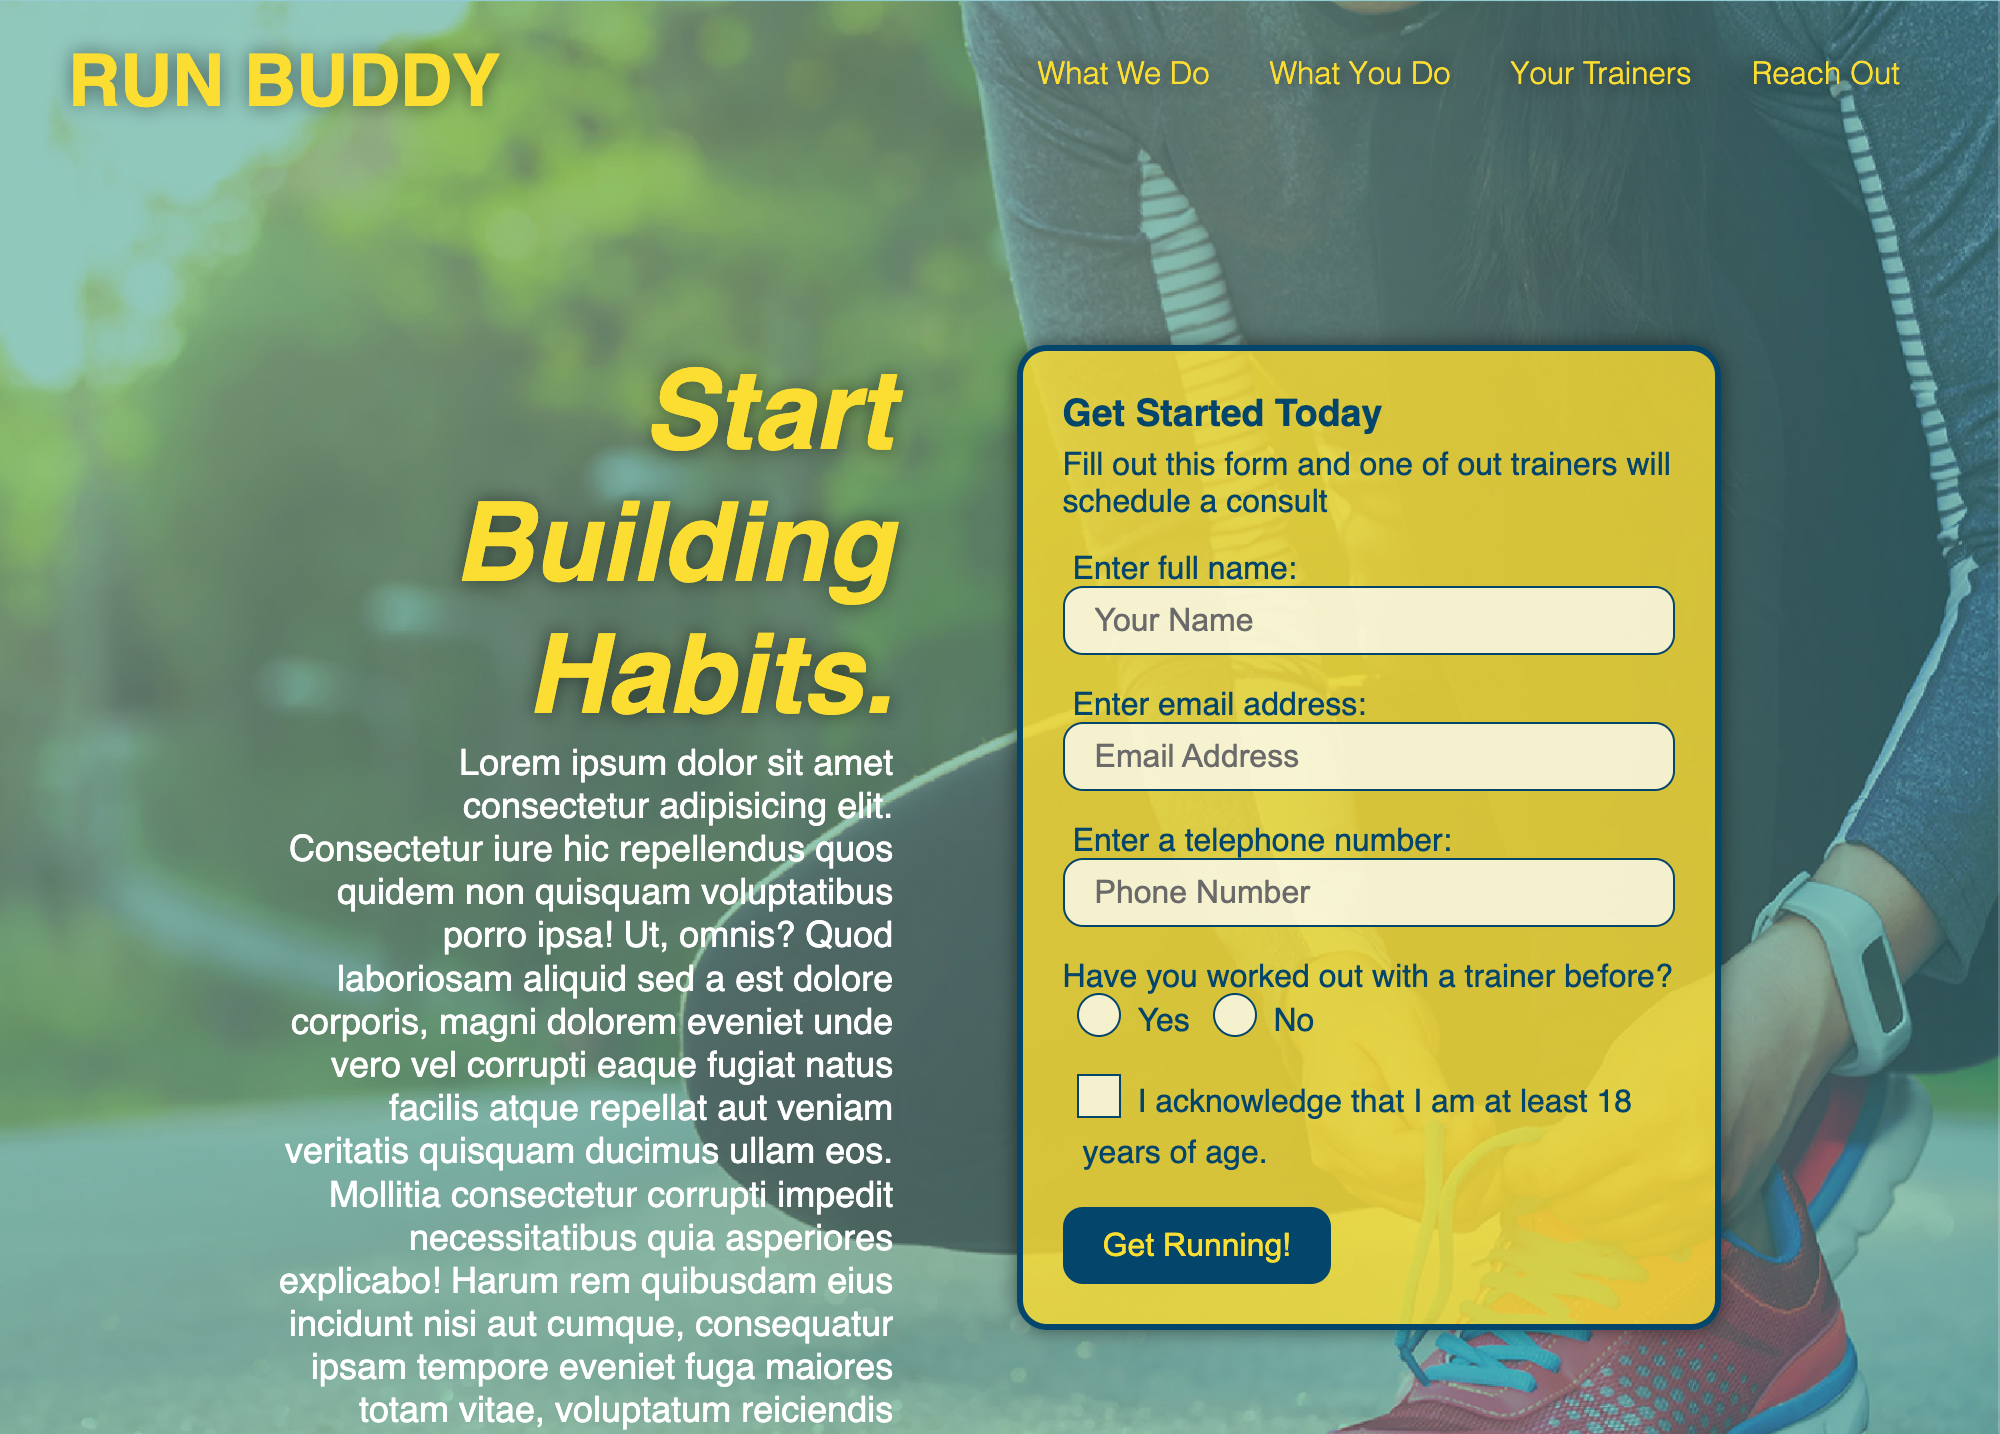 RUN BUDDY
What We Do
What You Do
Your Trainers
Reach Out
Start
Building
Habits.
Lorem ipsum dolor sit amet
consectetur adipisicing elit.
Consectetur iure hic repellendus quos
quidem non quisquam voluptatibus
porro ipsa! Ut, omnis? Quod
laboriosam aliquid sed a est dolore
corporis, magni dolorem eveniet unde
vero vel corrupti eaque fugiat natus
facilis atque repellat aut veniam
veritatis quisquam ducimus ullam eos.
Mollitia consectetur corrupti impedit
necessitatibus quia asperiores
explicabo! Harum rem quibusdam eius
incidunt nisi aut cumque, consequatur
ipsam tempore eveniet fuga maiores
totam vitae, voluptatum reiciendis
Get Started Today
Fill out this form and one of out trainers will
schedule a consult
Enter full name:
Your Name
Enter email address:
Email Address
Enter a telephone number:
Phone Number
Have you worked out with a trainer before?
Yes No
I acknowledge that I am at least 18
years of age.
Get Running!